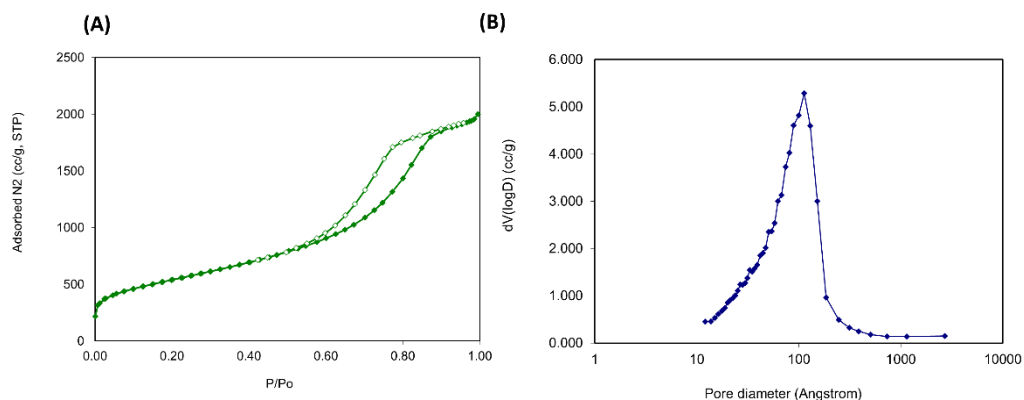 (A)
2500
2000
1500
1000
500
0
0.00 0.20 0.40 0.60 0.80 1.00
P/Po
Adsorbed N2 (cc/g, STP)
(B)
6.000
5.000
4.000
3.000
2.000
1.000
0.000
1 10 100 1000 10000
Pore diameter (Angstrom)
dV(logD) (cc/g)